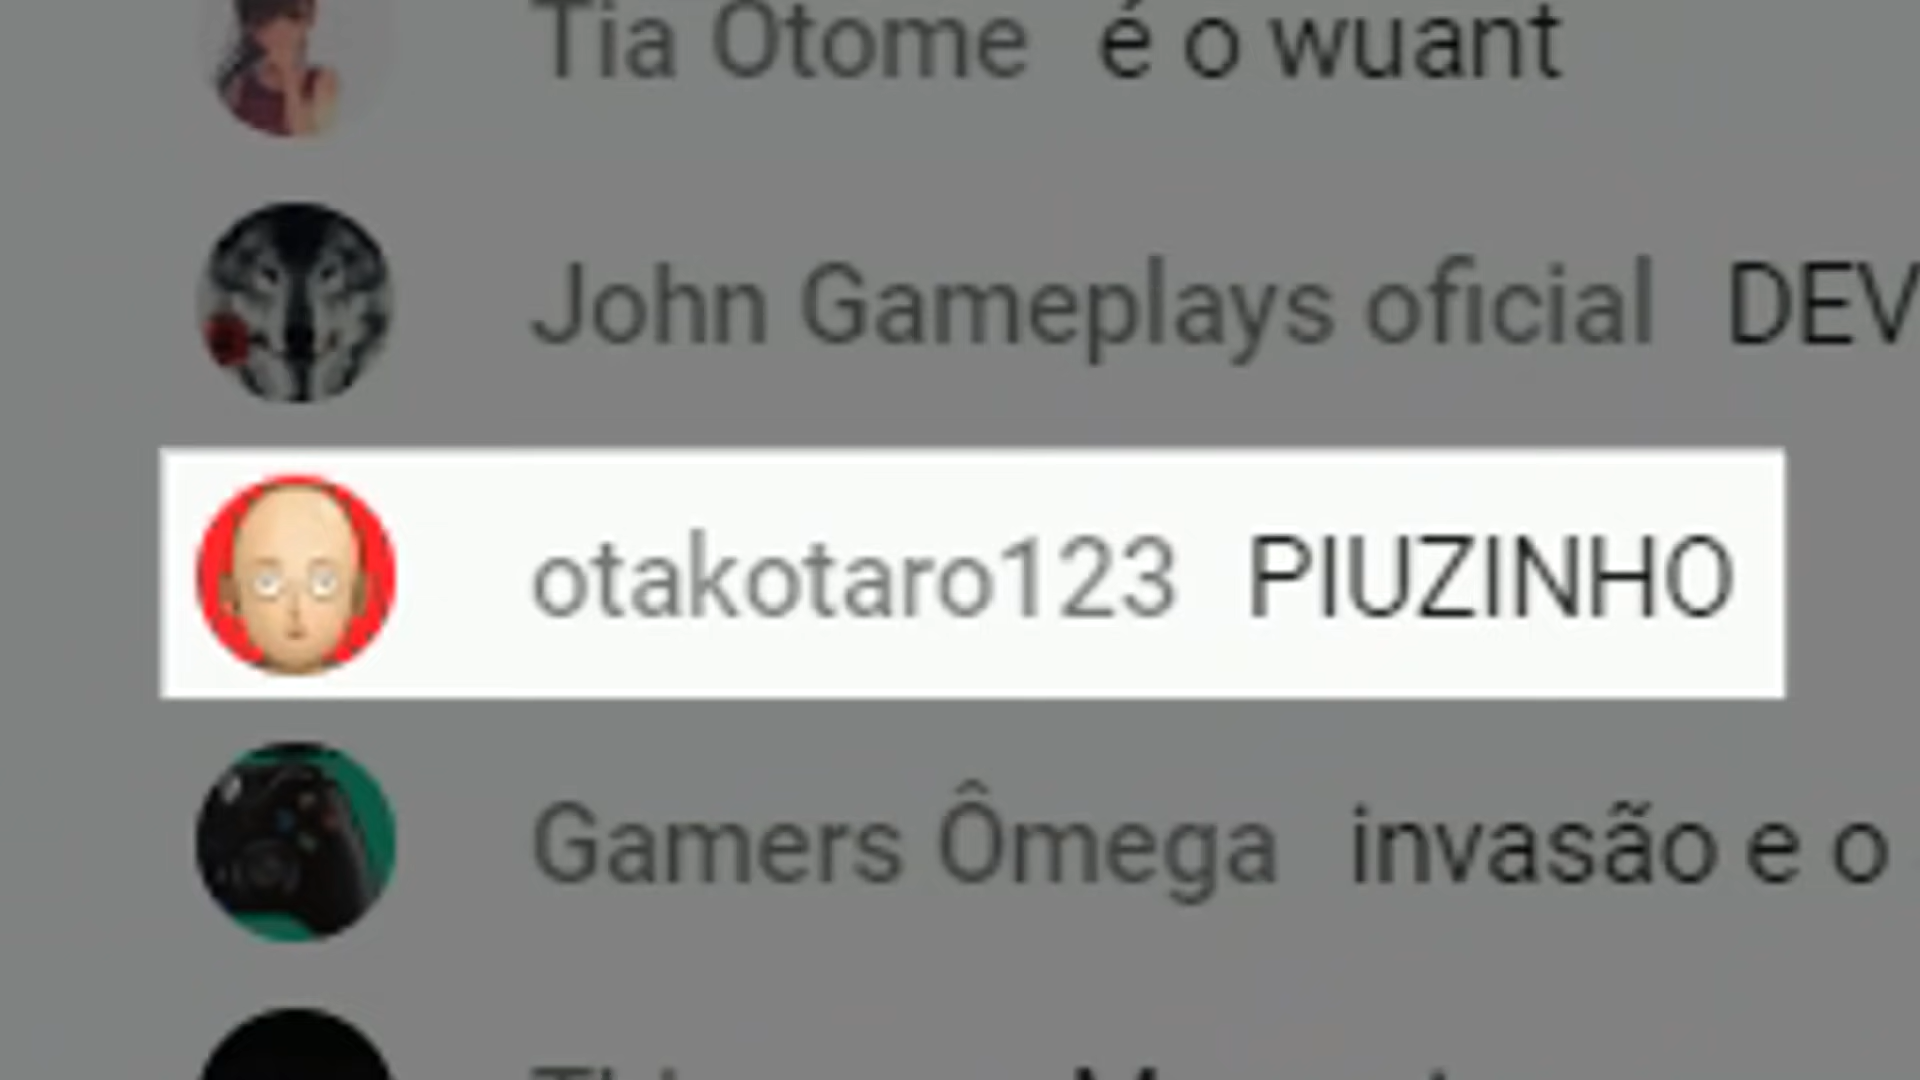 Tia Otome é o wuant
John Gameplays oficial DEV
otakotaro123 PIUZINHO
Gamers Ômega invasão e o